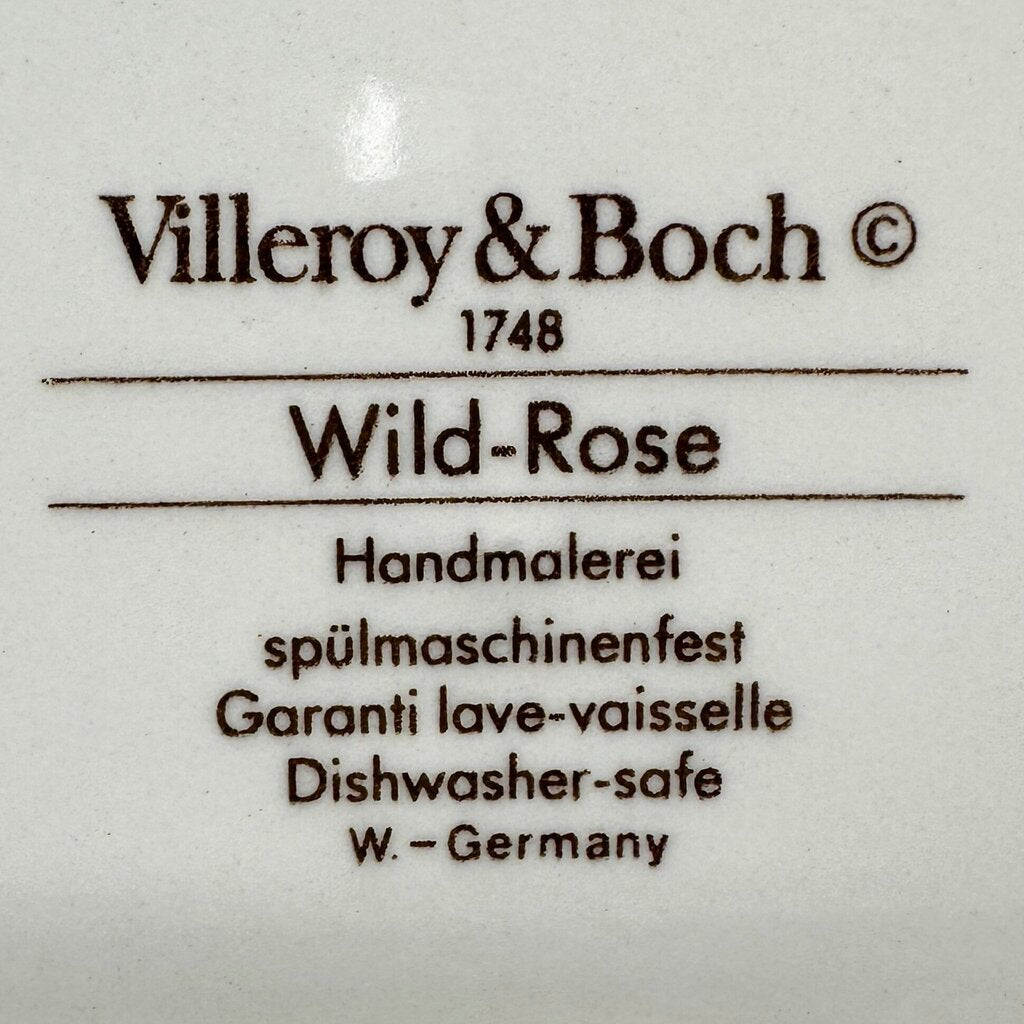 Villeroy & Boch ©
1748
Wild-Rose
Handmalerei
spülmaschinenfest
Garanti lave-vaisselle
Dishwasher-safe
W. – Germany